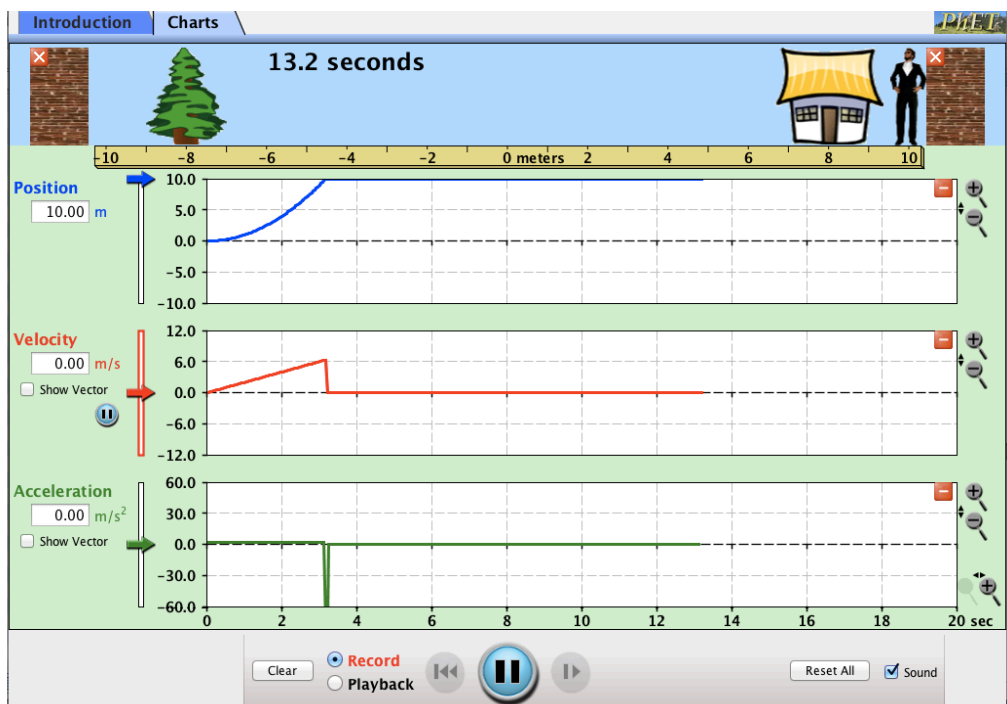 Introduction Charts PhET
13.2 seconds
-10 -8 -6 -4 -2 0 meters 2 4 6 8 10
Position
10.00 m
10.0
5.0
0.0
-5.0
-10.0
Velocity
0.00 m/s
Show Vector
12.0
6.0
0.0
-6.0
-12.0
Acceleration
0.00 m/s²
Show Vector
60.0
30.0
0.0
-30.0
-60.0
0 2 4 6 8 10 12 14 16 18 20 sec
Clear
Record
Playback
Reset All
Sound